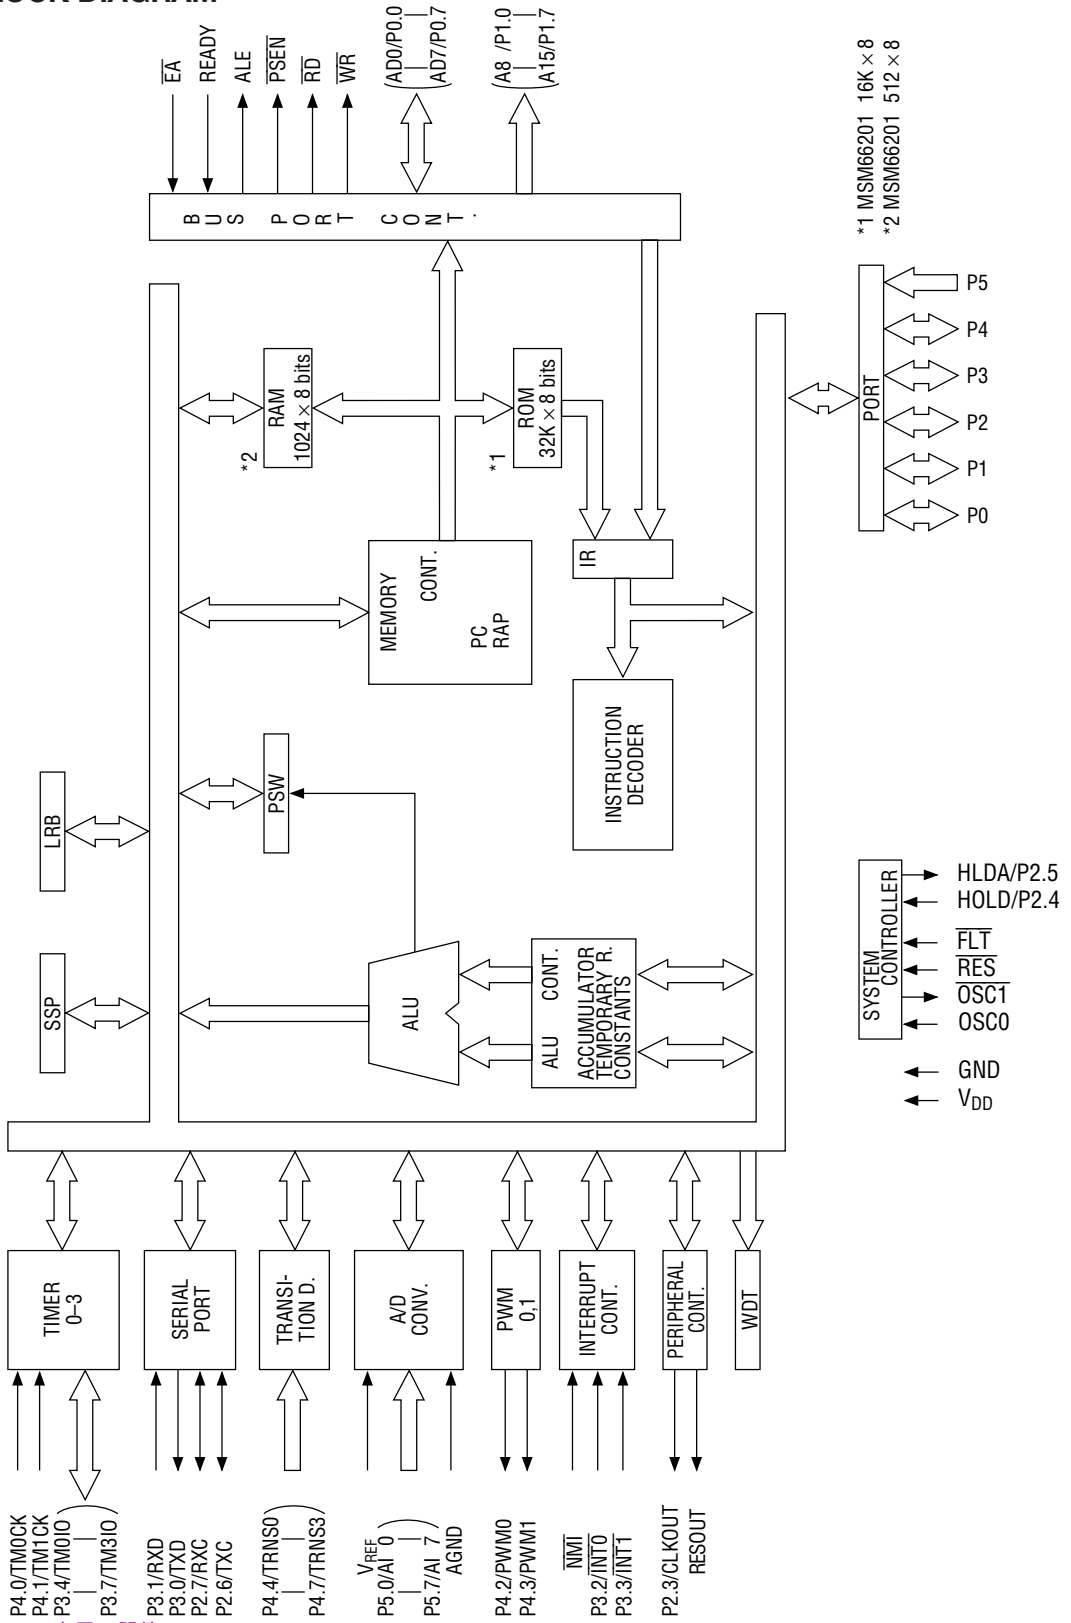 BLOCK DIAGRAM
EA
READY
ALE
PSEN
RD
WR
AD0/P0.0
AD7/P0.7
A8 /P1.0
A15/P1.7
BUS PORT CONT.
*1 MSM66201 16K × 8
*2 MSM66201 512 × 8
*2
RAM
1024 × 8 bits
*1
ROM
32K × 8 bits
PORT
P5
P4
P3
P2
P1
P0
MEMORY
CONT.
PC
RAP
IR
INSTRUCTION
DECODER
LRB
PSW
SSP
ALU
ALU CONT.
ACCUMULATOR
TEMPORARY R.
CONSTANTS
SYSTEM
CONTROLLER
HLDA/P2.5
HOLD/P2.4
FLT
RES
OSC1
OSC0
GND
VDD
TIMER
0–3
SERIAL
PORT
TRANSI-
TION D.
A/D
CONV.
PWM
0,1
INTERRUPT
CONT.
PERIPHERAL
CONT.
WDT
P4.0/TM0CK
P4.1/TM1CK
P3.4/TM0IO
P3.7/TM3IO
P3.1/RXD
P3.0/TXD
P2.7/RXC
P2.6/TXC
P4.4/TRNS0
P4.7/TRNS3
VREF
P5.0/AI 0
P5.7/AI 7
AGND
P4.2/PWM0
P4.3/PWM1
NMI
P3.2/INT0
P3.3/INT1
P2.3/CLKOUT
RESOUT